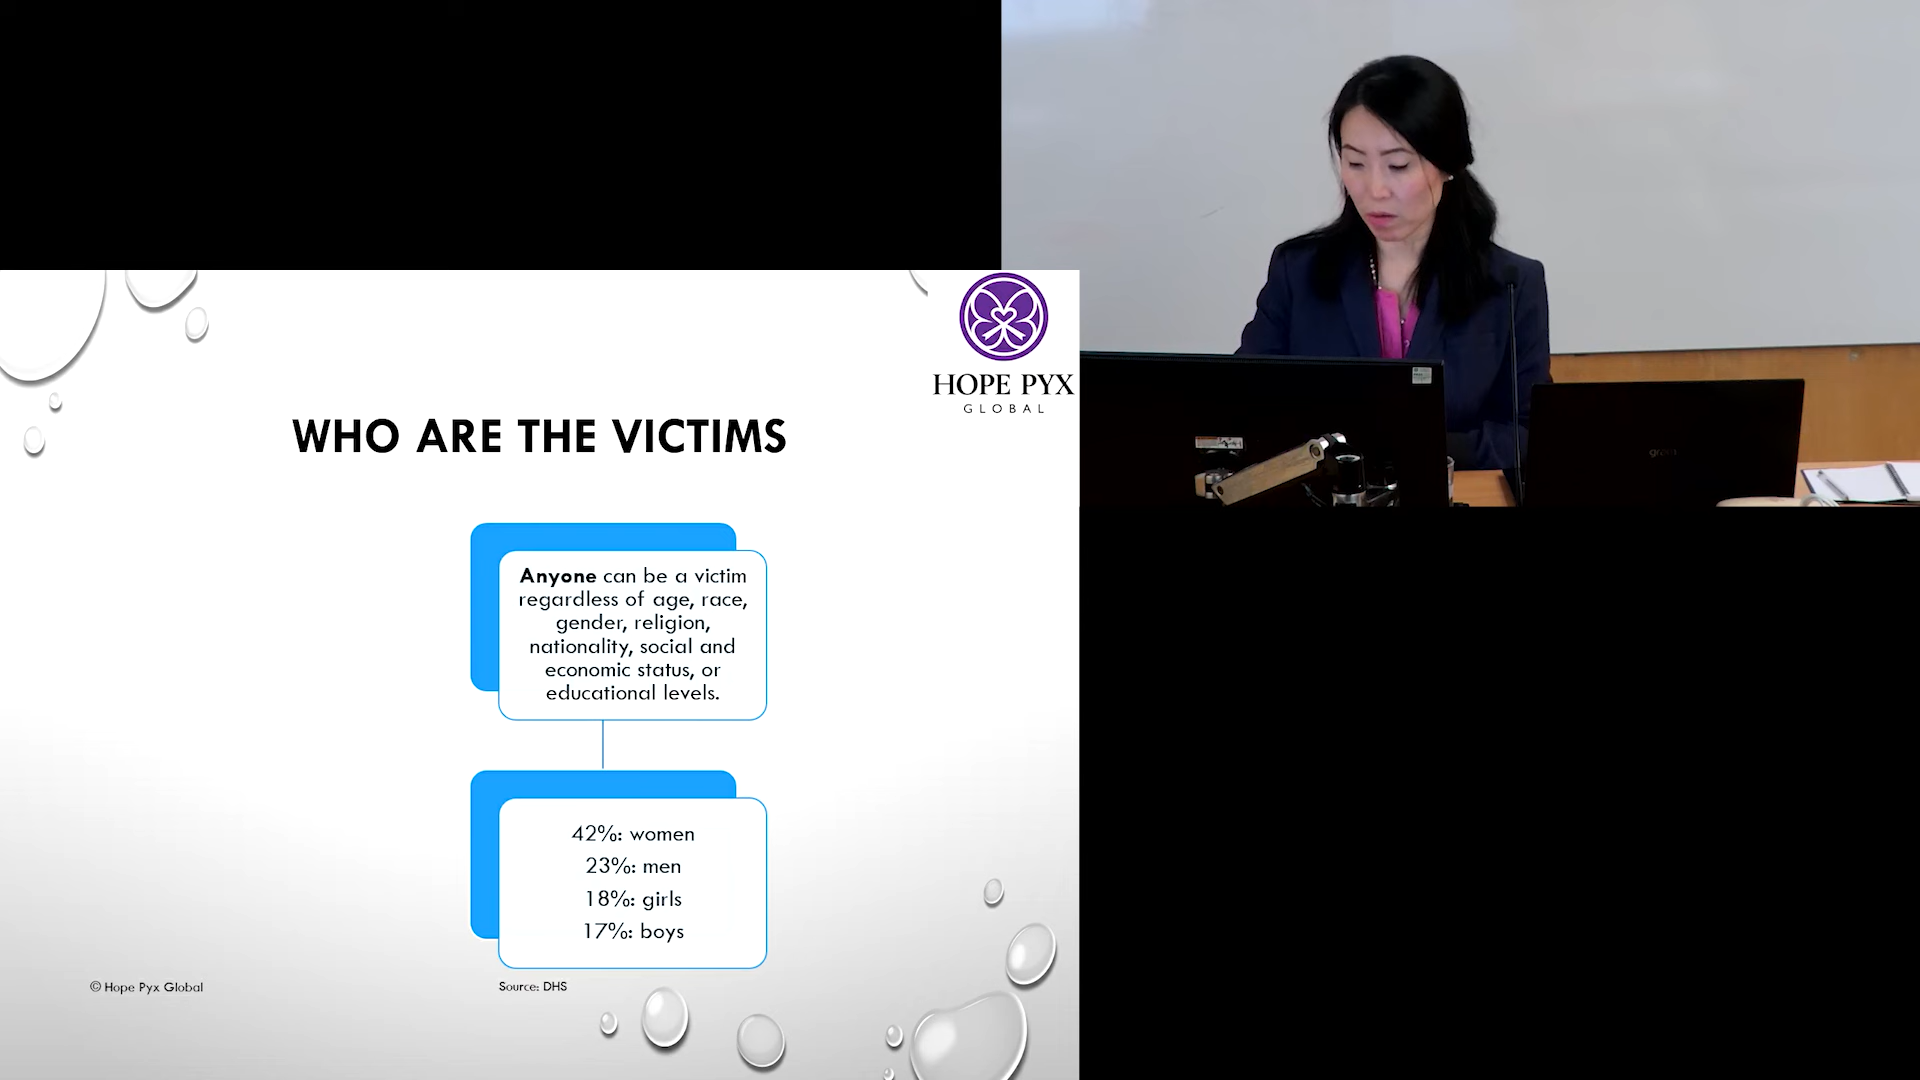 HOPE PYX
GLOBAL
WHO ARE THE VICTIMS
Anyone can be a victim
regardless of age, race,
gender, religion,
nationality, social and
economic status, or
educational levels.
42%: women
23%: men
18%: girls
17%: boys
© Hope Pyx Global
Source: DHS
gram